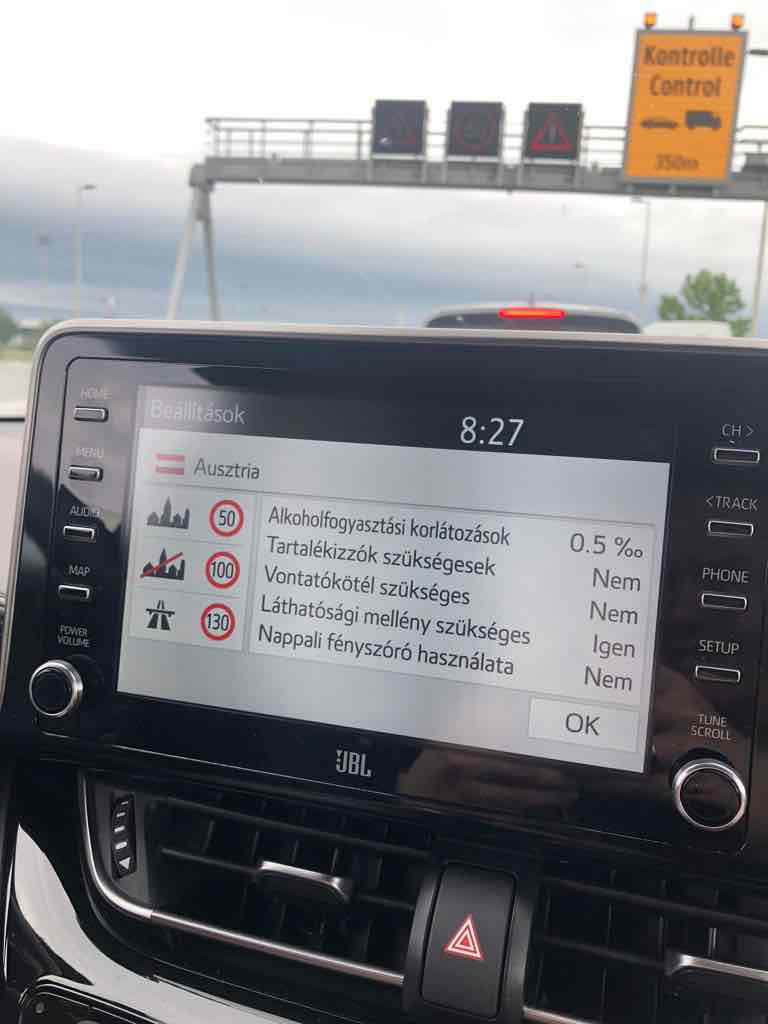 Kontrolle
Control
350m
HOME
MENU
AUDIO
MAP
POWER
VOLUME
Beállítások
8:27
Ausztria
50
100
130
Alkoholfogyasztási korlátozások 0.5 ‰
Tartalékizzók szükségesek Nem
Vontatókötél szükséges Nem
Láthatósági mellény szükséges Igen
Nappali fényszóró használata Nem
OK
CH >
< TRACK
PHONE
SETUP
TUNE
SCROLL
JBL